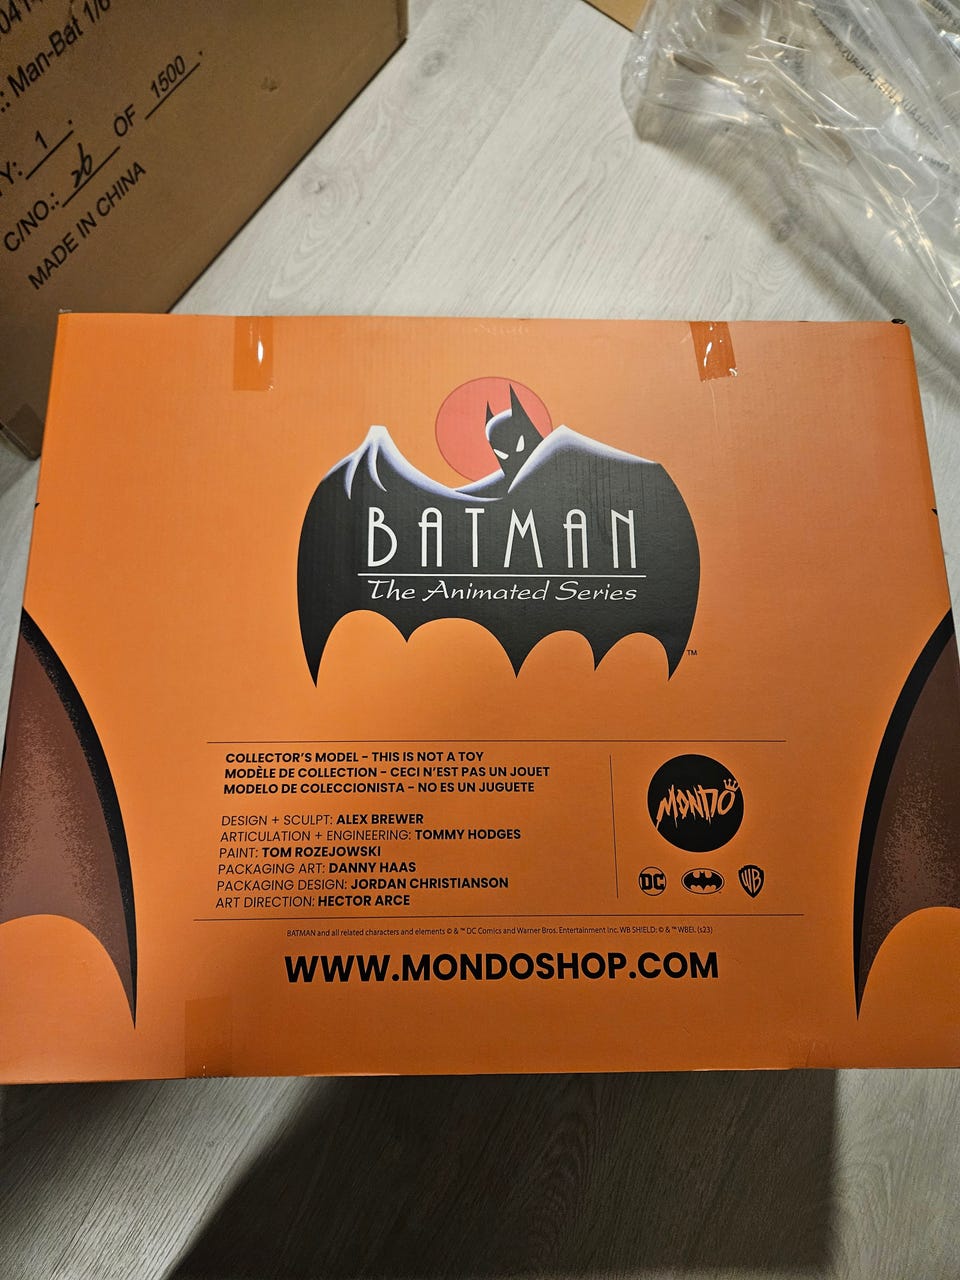 Man-Bat 1/6
Y: 1
OF 1500
C/NO.: 26
MADE IN CHINA
BATMAN
The Animated Series
TM
COLLECTOR'S MODEL - THIS IS NOT A TOY
MODÈLE DE COLLECTION - CECI N'EST PAS UN JOUET
MODELO DE COLECCIONISTA - NO ES UN JUGUETE
DESIGN + SCULPT: ALEX BREWER
ARTICULATION + ENGINEERING: TOMMY HODGES
PAINT: TOM ROZEJOWSKI
PACKAGING ART: DANNY HAAS
PACKAGING DESIGN: JORDAN CHRISTIANSON
ART DIRECTION: HECTOR ARCE
MONDO
DC
WB
BATMAN and all related characters and elements © & ™ DC Comics and Warner Bros. Entertainment Inc. WB SHIELD: © & ™ WBEI. (s23)
WWW.MONDOSHOP.COM